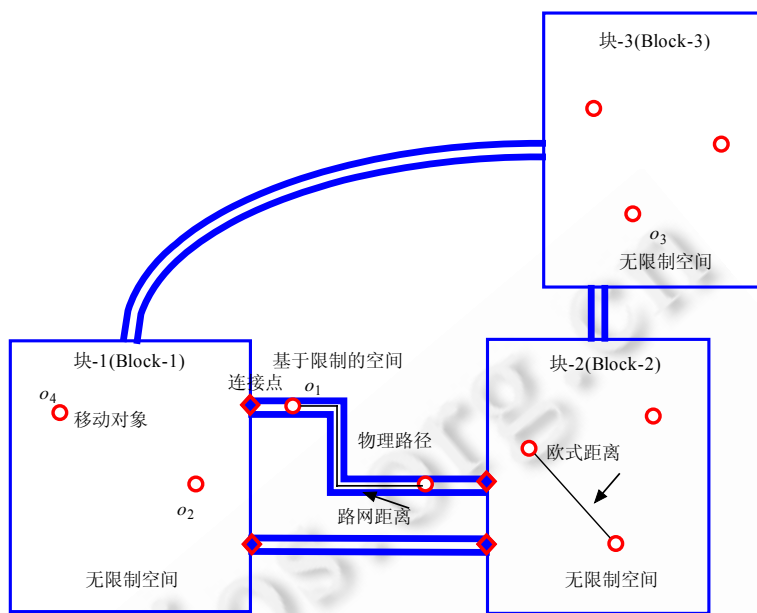 块-3(Block-3)
o3
无限制空间
块-1(Block-1)
基于限制的空间
块-2(Block-2)
连接点
o1
o4
移动对象
物理路径
欧式距离
o2
路网距离
无限制空间
无限制空间